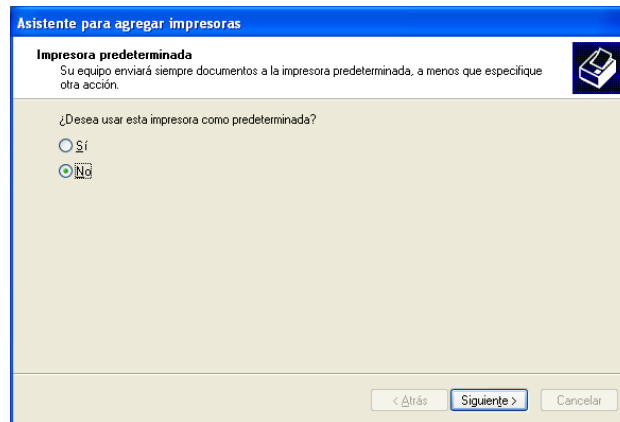 Asistente para agregar impresoras
Impresora predeterminada
Su equipo enviará siempre documentos a la impresora predeterminada, a menos que especifique
otra acción.
¿Desea usar esta impresora como predeterminada?
Sí
No
< Atrás Siguiente > Cancelar